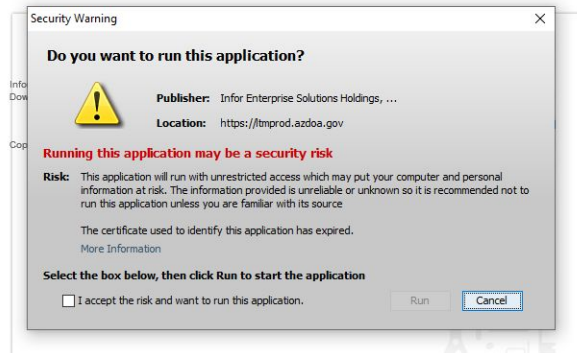 Security Warning
Do you want to run this application?
Publisher: Infor Enterprise Solutions Holdings, ...
Location: https://ltmprod.azdoa.gov
Running this application may be a security risk
Risk: This application will run with unrestricted access which may put your computer and personal
information at risk. The information provided is unreliable or unknown so it is recommended not to
run this application unless you are familiar with its source
The certificate used to identify this application has expired.
More Information
Select the box below, then click Run to start the application
I accept the risk and want to run this application.
Run
Cancel